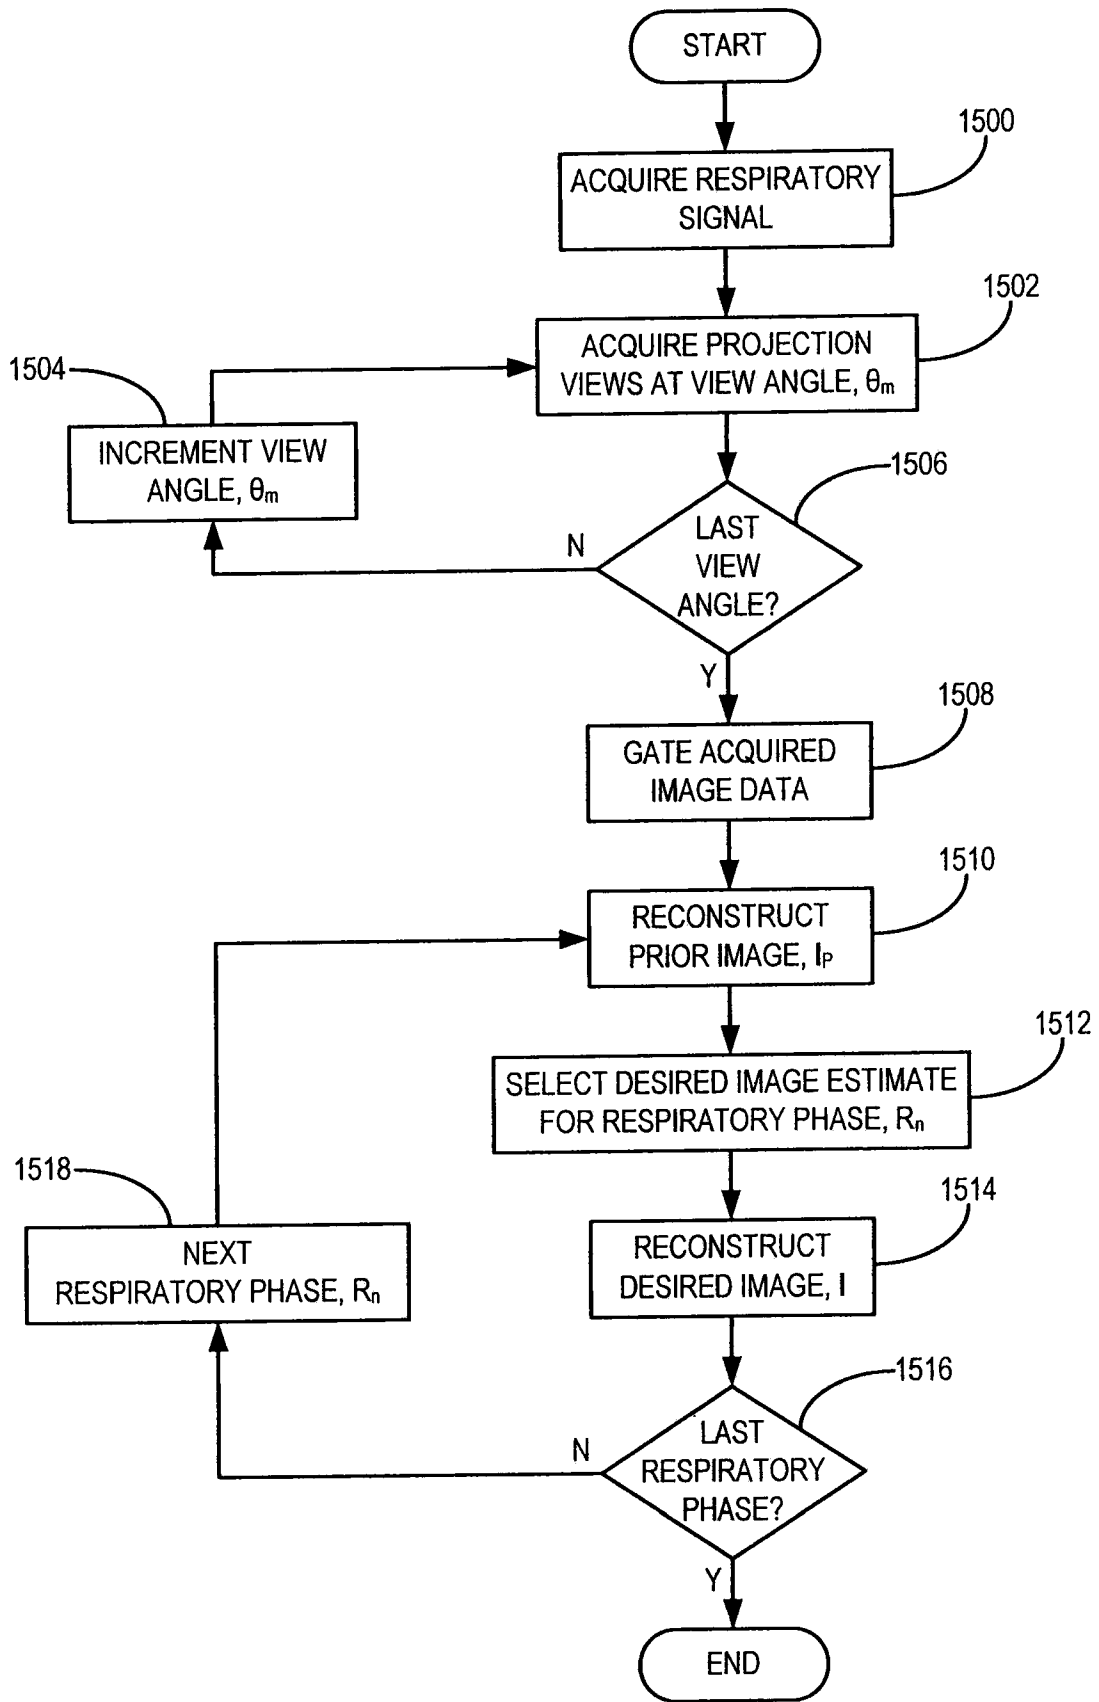 START
1500
ACQUIRE RESPIRATORY
SIGNAL
1502
ACQUIRE PROJECTION
VIEWS AT VIEW ANGLE, θm
1504
INCREMENT VIEW
ANGLE, θm
1506
LAST
VIEW
ANGLE?
N
Y
1508
GATE ACQUIRED
IMAGE DATA
1510
RECONSTRUCT
PRIOR IMAGE, IP
1512
SELECT DESIRED IMAGE ESTIMATE
FOR RESPIRATORY PHASE, Rn
1514
RECONSTRUCT
DESIRED IMAGE, I
1518
NEXT
RESPIRATORY PHASE, Rn
1516
LAST
RESPIRATORY
PHASE?
N
Y
END